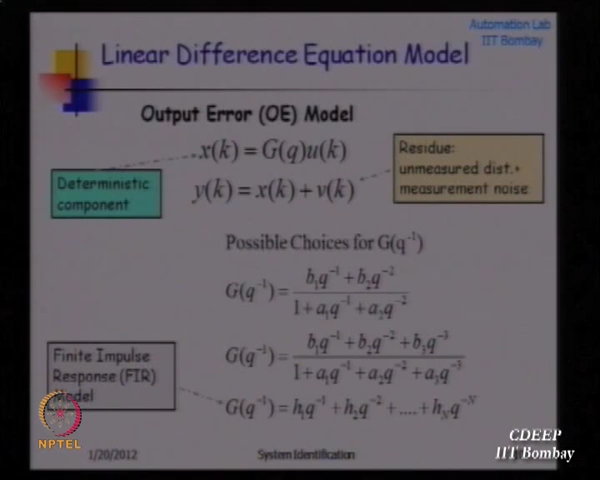 Automation Lab
IIT Bombay
Linear Difference Equation Model
Output Error (OE) Model
x(k) = G(q)u(k)
y(k) = x(k) + v(k)
Deterministic
component
Residue:
unmeasured dist.+
measurement noise
Possible Choices for G(q⁻¹)
G(q⁻¹) = (b₁q⁻¹ + b₂q⁻²) / (1 + a₁q⁻¹ + a₂q⁻²)
G(q⁻¹) = (b₁q⁻¹ + b₂q⁻² + b₃q⁻³) / (1 + a₁q⁻¹ + a₂q⁻² + a₃q⁻³)
Finite Impulse
Response (FIR)
Model
G(q⁻¹) = h₁q⁻¹ + h₂q⁻² + .... + h_N q⁻ᴺ
NPTEL
1/20/2012
System Identification
CDEEP
IIT Bombay